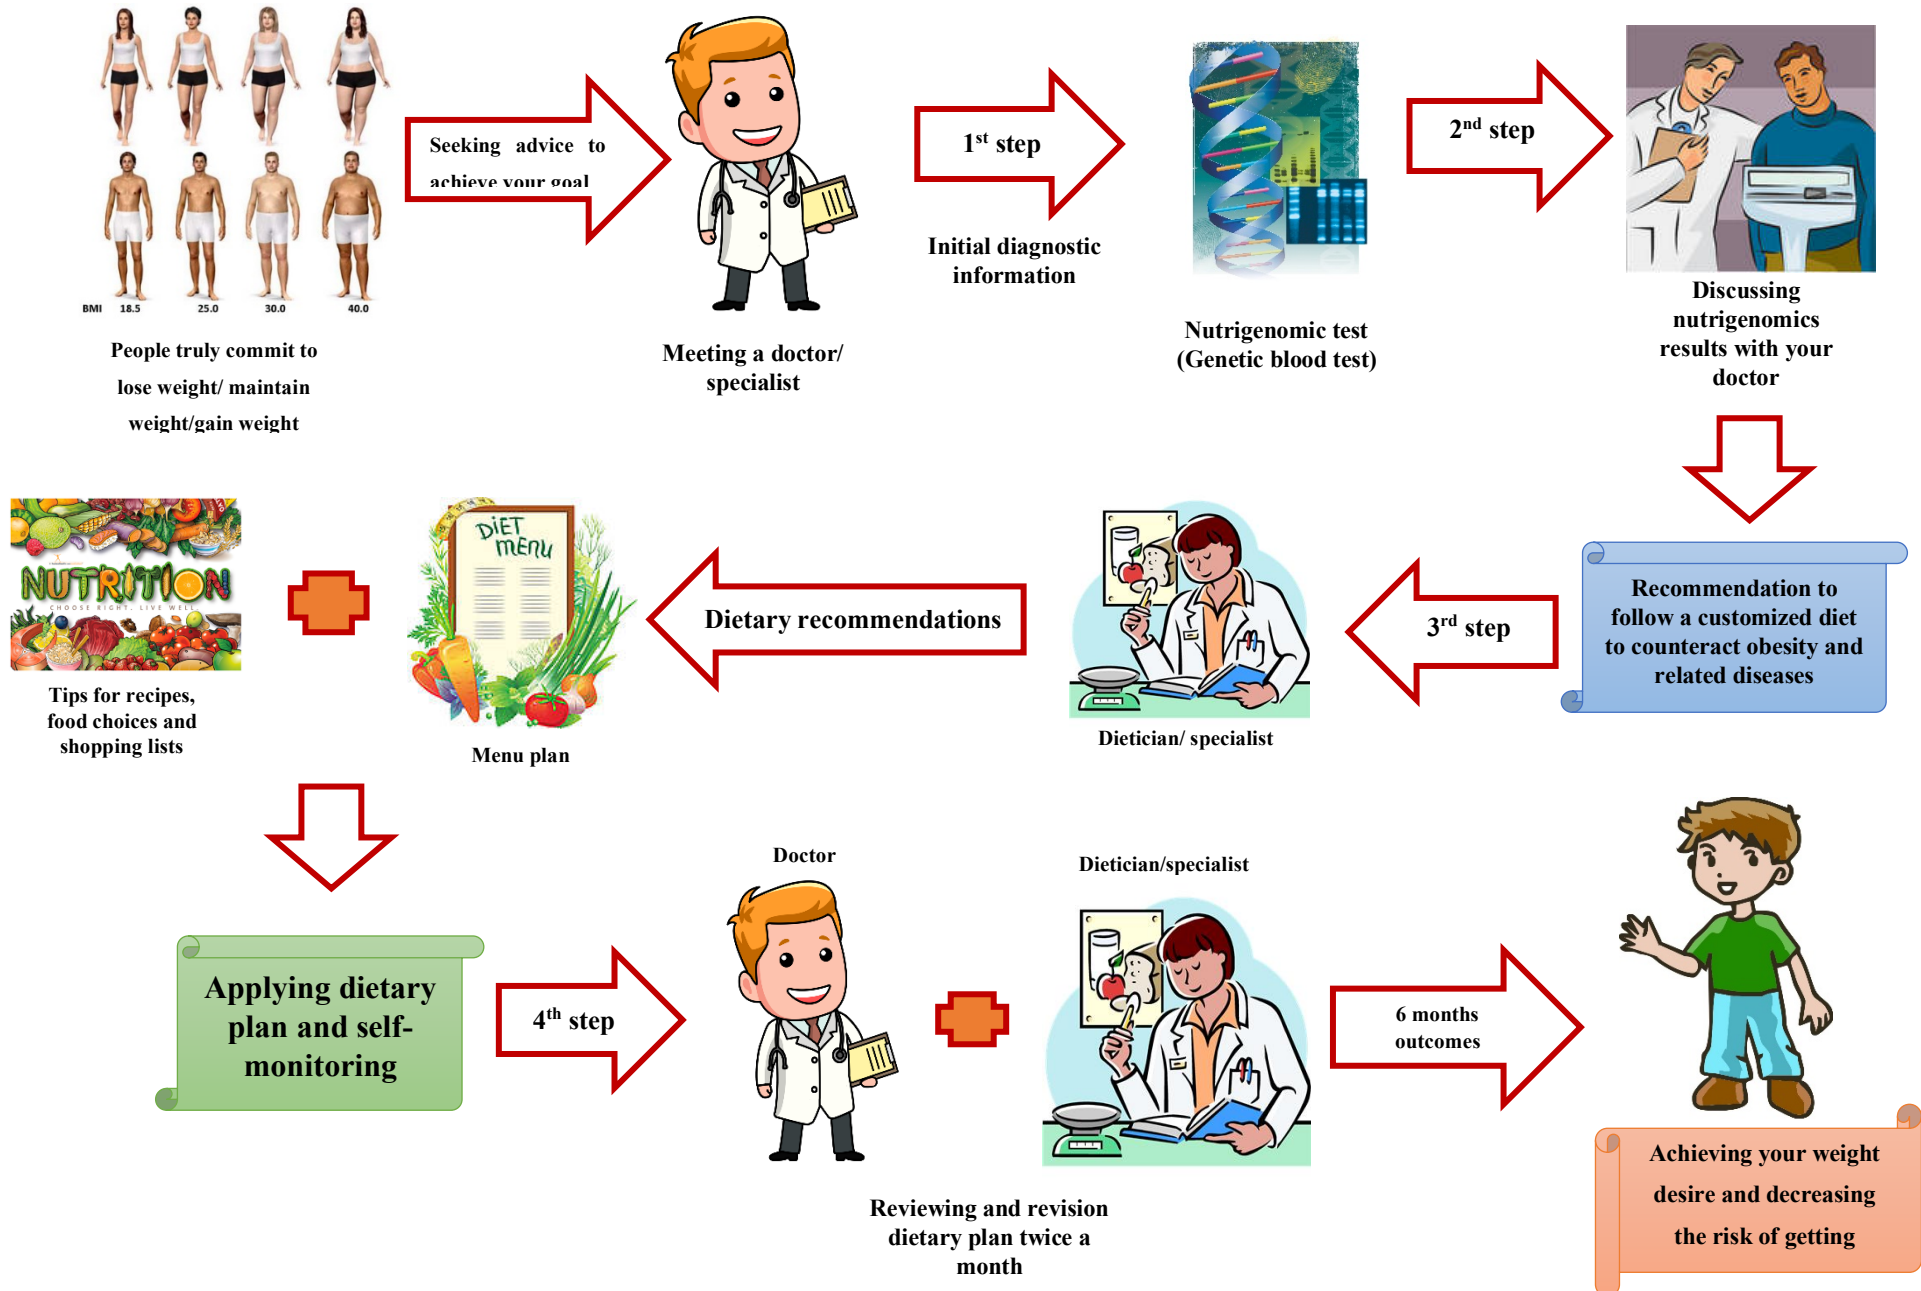 BMI 18.5 25.0 30.0 40.0
People truly commit to
lose weight/ maintain
weight/gain weight
Seeking advice to
achieve your goal
Meeting a doctor/
specialist
1st step
Initial diagnostic
information
Nutrigenomic test
(Genetic blood test)
2nd step
Discussing
nutrigenomics
results with your
doctor
Recommendation to
follow a customized diet
to counteract obesity and
related diseases
3rd step
Dietician/ specialist
Dietary recommendations
DiET
MENU
Menu plan
NUTRITION
CHOOSE RIGHT. LIVE WELL.
Tips for recipes,
food choices and
shopping lists
Applying dietary
plan and self-
monitoring
4th step
Doctor
Dietician/specialist
Reviewing and revision
dietary plan twice a
month
6 months
outcomes
Achieving your weight
desire and decreasing
the risk of getting